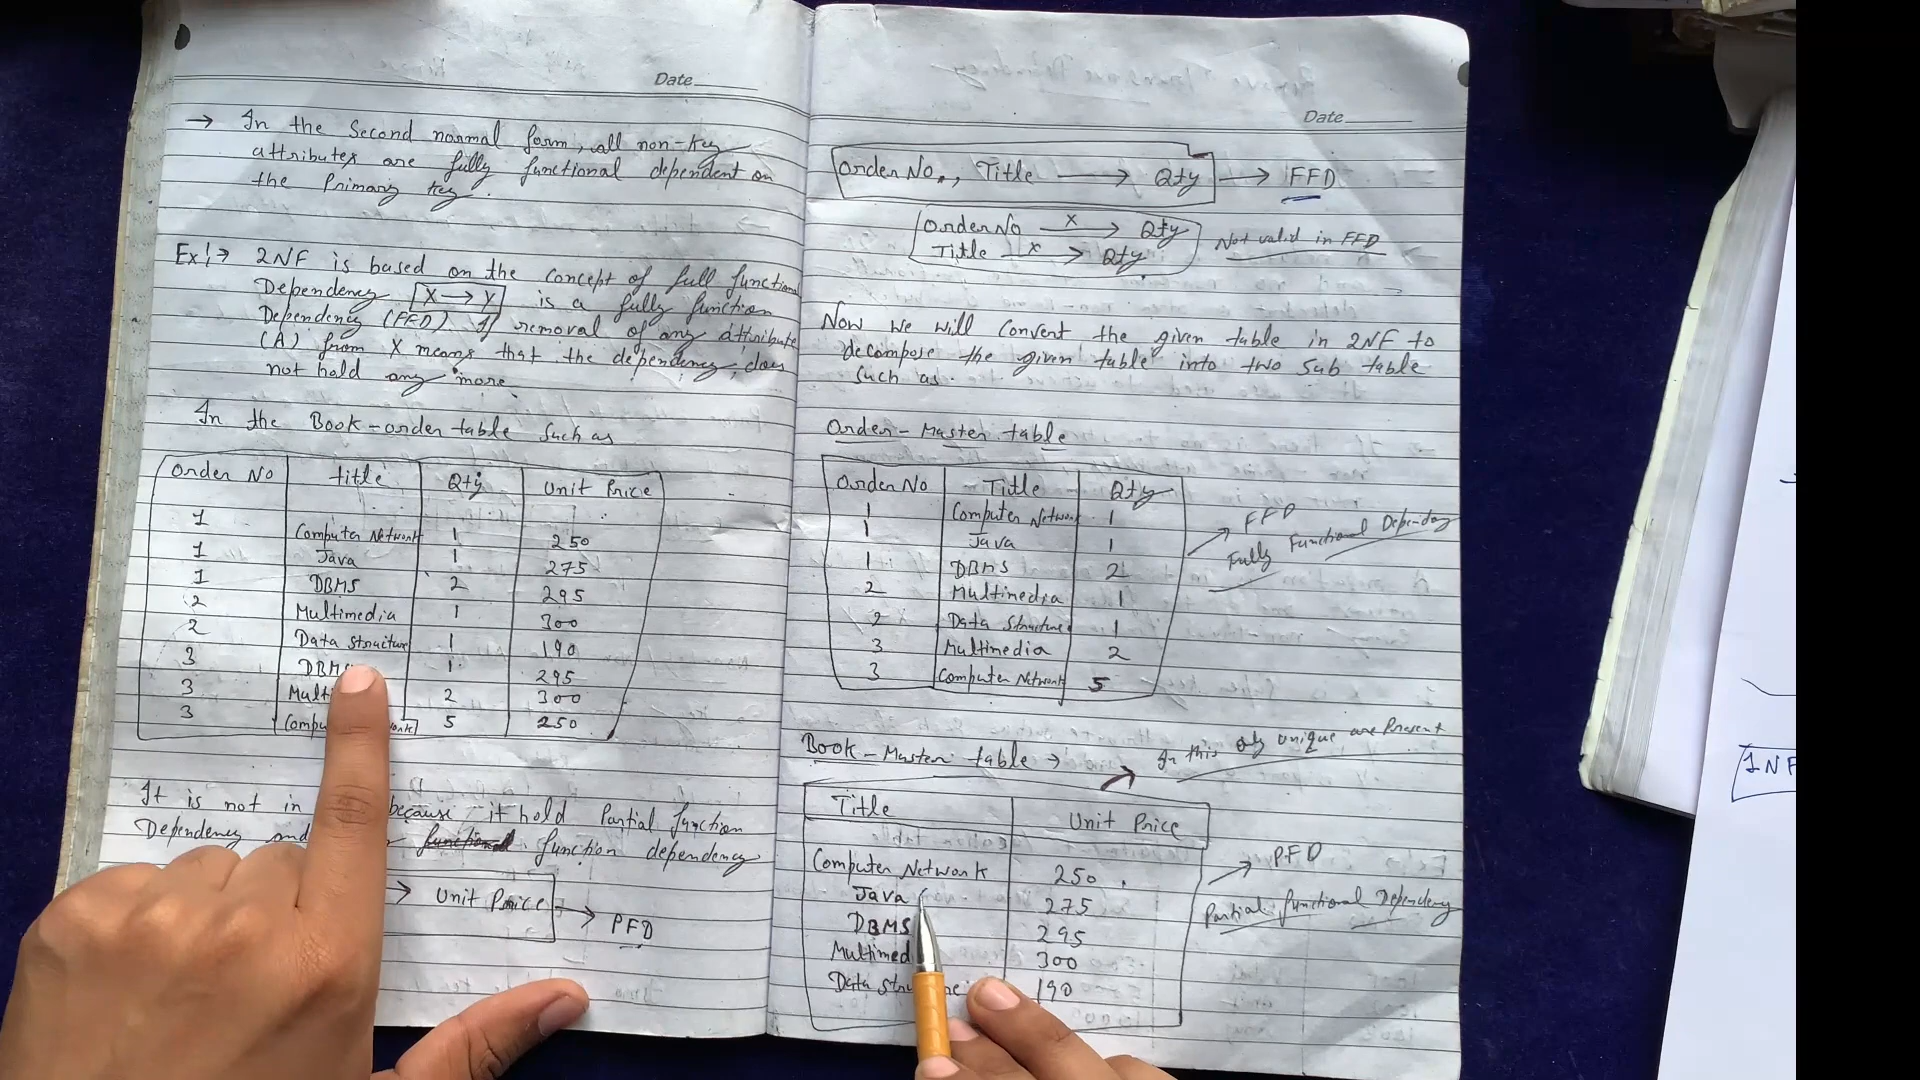 Date
→ In the Second normal form, all non-key
attributes are fully functional dependent on
the Primary key.
Ex:→ 2NF is based on the concept of full functional
Dependency X → Y is a fully function
Dependency (FFD) If removal of any attribute
(A) from X means that the dependency does
not hold any more
In the Book-order table such as
Order No title Qty Unit Price
1 Computer Network 1 250
1 Java 1 275
1 DBMS 2 295
2 Multimedia 1 300
2 Data structure 1 190
3 DBMS 1 295
3 Multi 2 300
3 Compu work 5 250
It is not in because it hold Partial function
Dependency and function dependency
→ Unit Price → PFD
Date
Order No., Title → Qty → FFD
Order No x → Qty
Title x → Qty
Not valid in FFD
Now we will convert the given table in 2NF to
decompose the given table into two sub table
such as.
Order-Master table
Order No Title Qty
1 Computer Network 1
1 Java 1
1 DBMS 2
2 Multimedia 1
2 Data Structure 1
3 Multimedia 2
3 Computer Network 5
→ FFD
Fully Functional Dependency
Book-Master table →
In this only unique are Present
Title Unit Price
Computer Network 250
Java 275
DBMS 295
Multimed 300
Data stru 190
→ PFD
Partial functional Dependency
1NF